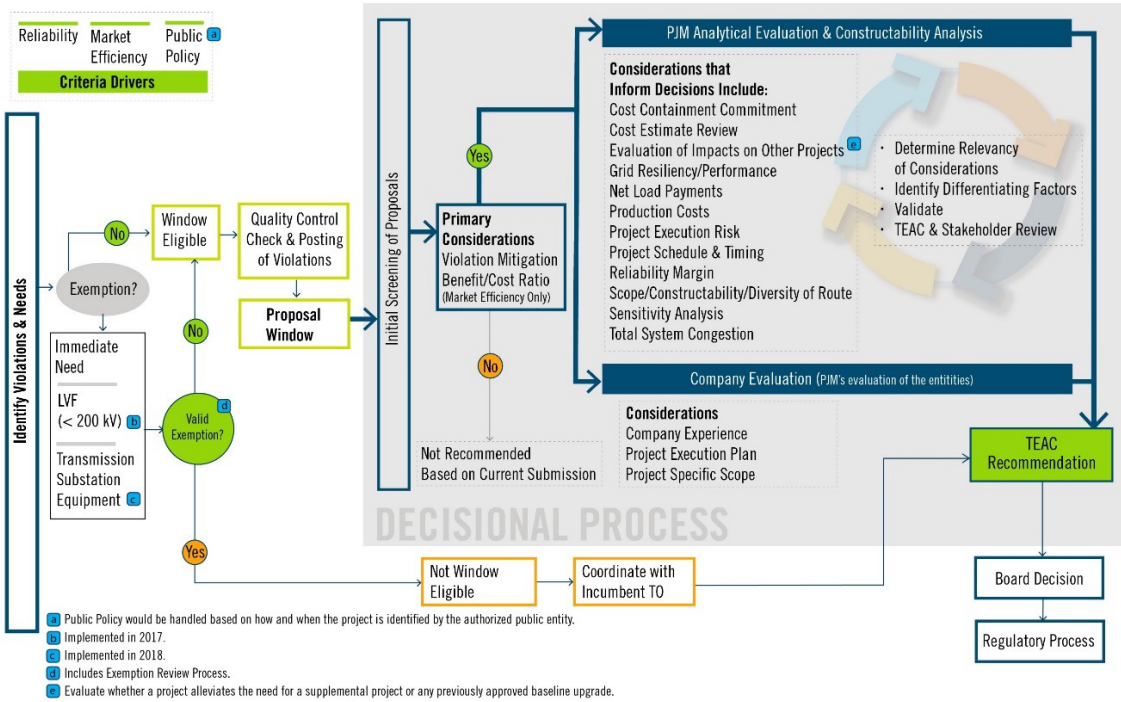 Reliability
Market
Efficiency
Public
Policy
a
Criteria Drivers
Identify Violations & Needs
Exemption?
No
Immediate
Need
LVF
(< 200 kV) b
Transmission
Substation
Equipment c
Window
Eligible
No
Valid
Exemption?
d
Yes
Quality Control
Check & Posting
of Violations
Proposal
Window
Initial Screening of Proposals
Yes
Primary
Considerations
Violation Mitigation
Benefit/Cost Ratio
(Market Efficiency Only)
No
Not Recommended
Based on Current Submission
PJM Analytical Evaluation & Constructability Analysis
Considerations that
Inform Decisions Include:
Cost Containment Commitment
Cost Estimate Review
Evaluation of Impacts on Other Projects e
Grid Resiliency/Performance
Net Load Payments
Production Costs
Project Execution Risk
Project Schedule & Timing
Reliability Margin
Scope/Constructability/Diversity of Route
Sensitivity Analysis
Total System Congestion
· Determine Relevancy
of Considerations
· Identify Differentiating Factors
· Validate
· TEAC & Stakeholder Review
Company Evaluation (PJM's evaluation of the entitities)
Considerations
Company Experience
Project Execution Plan
Project Specific Scope
DECISIONAL PROCESS
TEAC
Recommendation
Not Window
Eligible
Coordinate with
Incumbent TO
Board Decision
Regulatory Process
a Public Policy would be handled based on how and when the project is identified by the authorized public entity.
b Implemented in 2017.
c Implemented in 2018.
d Includes Exemption Review Process.
e Evaluate whether a project alleviates the need for a supplemental project or any previously approved baseline upgrade.